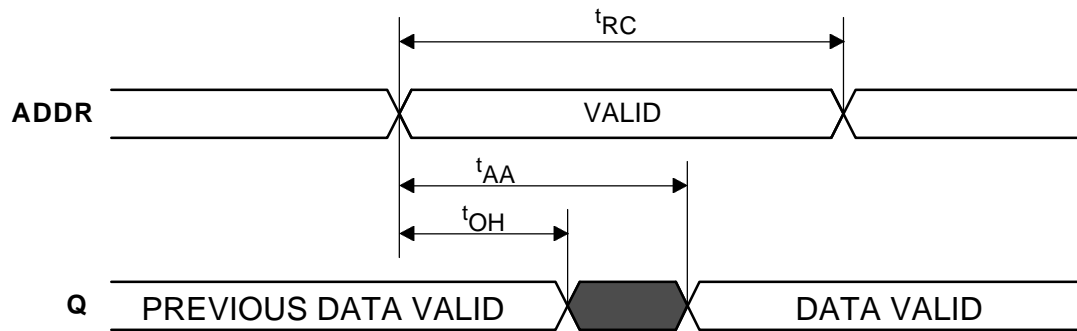 tRC
ADDR VALID
tAA
tOH
Q PREVIOUS DATA VALID DATA VALID